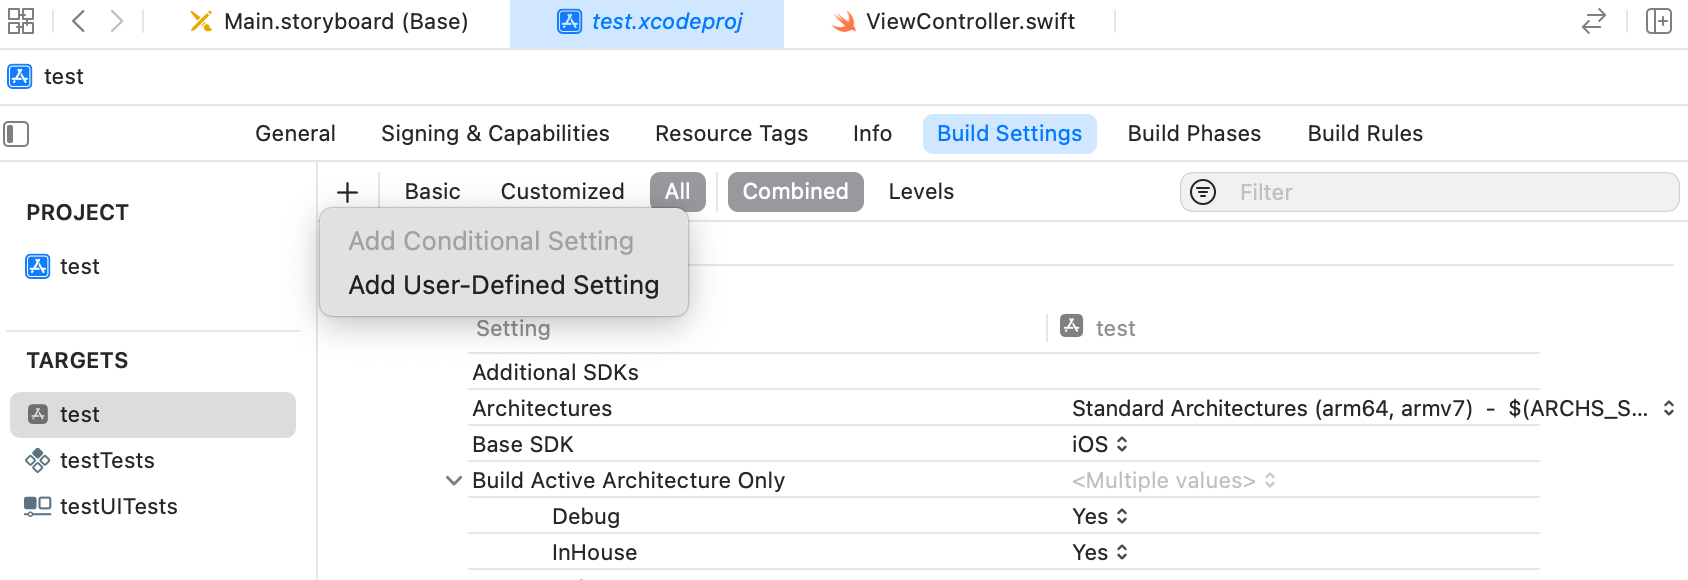 Main.storyboard (Base) test.xcodeproj ViewController.swift
test
General Signing & Capabilities Resource Tags Info Build Settings Build Phases Build Rules
Basic Customized All Combined Levels Filter
PROJECT
test
TARGETS
test
testTests
testUITests
Add Conditional Setting
Add User-Defined Setting
Setting test
Additional SDKs
Architectures Standard Architectures (arm64, armv7) - $(ARCHS_S...
Base SDK iOS
Build Active Architecture Only <Multiple values>
Debug Yes
InHouse Yes